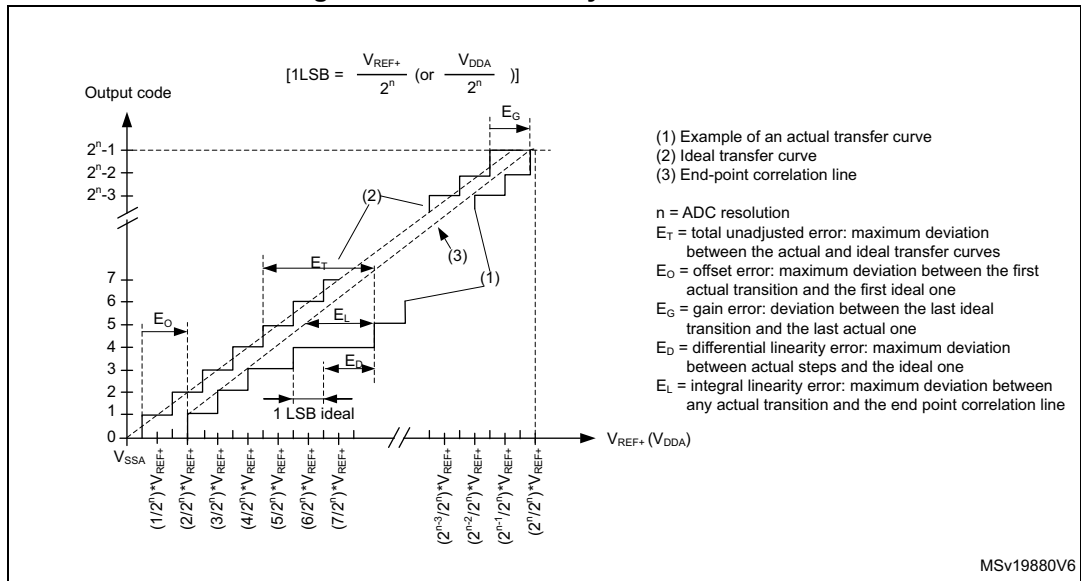 [1LSB = V_REF+ / 2^n (or V_DDA / 2^n )]
Output code
2^n-1
2^n-2
2^n-3
7
6
5
4
3
2
1
0
E_G
(2)
(3)
(1)
E_T
E_O
E_L
E_D
1 LSB ideal
V_SSA
V_REF+ (V_DDA)
(1/2^n)*V_REF+
(2/2^n)*V_REF+
(3/2^n)*V_REF+
(4/2^n)*V_REF+
(5/2^n)*V_REF+
(6/2^n)*V_REF+
(7/2^n)*V_REF+
(2^n-3/2^n)*V_REF+
(2^n-2/2^n)*V_REF+
(2^n-1/2^n)*V_REF+
(2^n/2^n)*V_REF+
(1) Example of an actual transfer curve
(2) Ideal transfer curve
(3) End-point correlation line
n = ADC resolution
E_T = total unadjusted error: maximum deviation
between the actual and ideal transfer curves
E_O = offset error: maximum deviation between the first
actual transition and the first ideal one
E_G = gain error: deviation between the last ideal
transition and the last actual one
E_D = differential linearity error: maximum deviation
between actual steps and the ideal one
E_L = integral linearity error: maximum deviation between
any actual transition and the end point correlation line
MSv19880V6